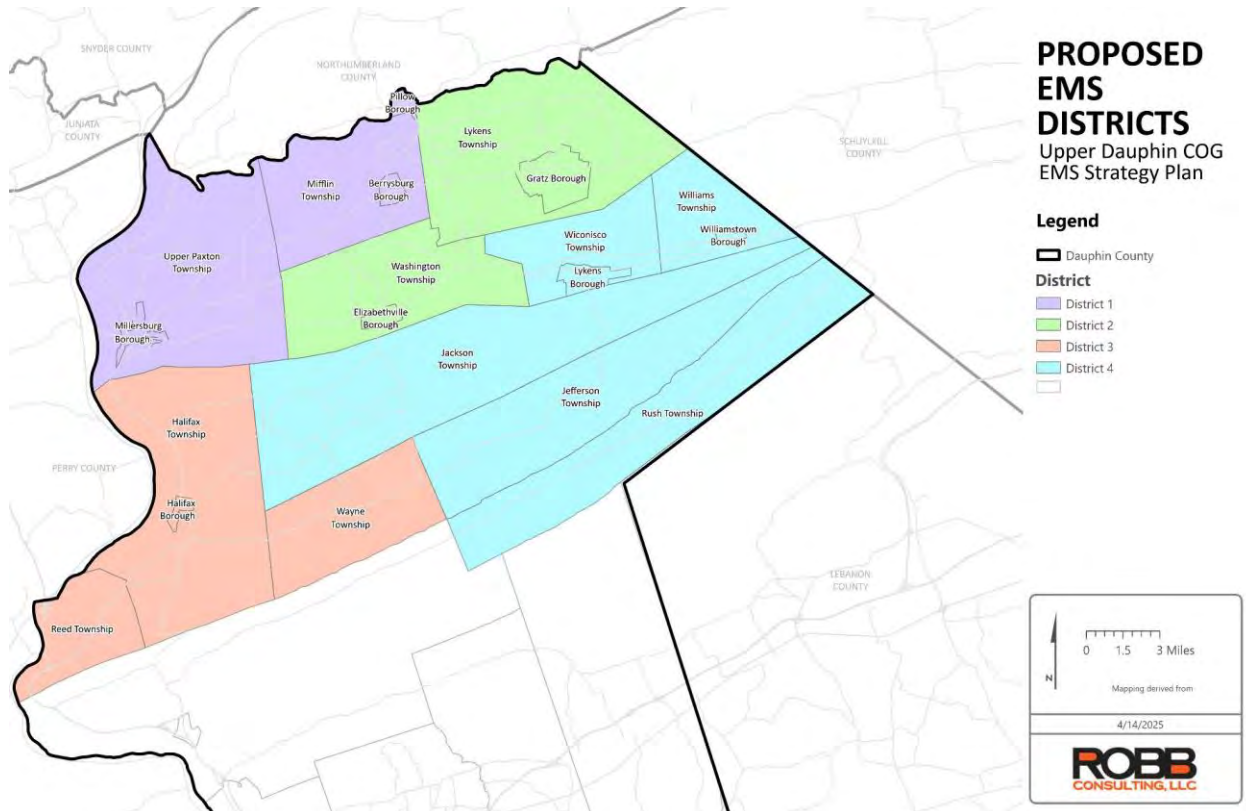 SNYDER COUNTY
NORTHUMBERLAND
COUNTY
JUNIATA
COUNTY
Pillow
Borough
Lykens
Township
SCHUYLKILL
COUNTY
Mifflin
Township
Berrysburg
Borough
Gratz Borough
Williams
Township
Williamstown
Borough
Wiconisco
Township
Upper Paxton
Township
Washington
Township
Lykens
Borough
Elizabethville
Borough
Millersburg
Borough
Jackson
Township
Jefferson
Township
Rush Township
Halifax
Township
PERRY COUNTY
Halifax
Borough
Wayne
Township
LEBANON
COUNTY
Reed Township
PROPOSED
EMS
DISTRICTS
Upper Dauphin COG
EMS Strategy Plan
Legend
Dauphin County
District
District 1
District 2
District 3
District 4
N
0 1.5 3 Miles
Mapping derived from
4/14/2025
ROBB
CONSULTING, LLC